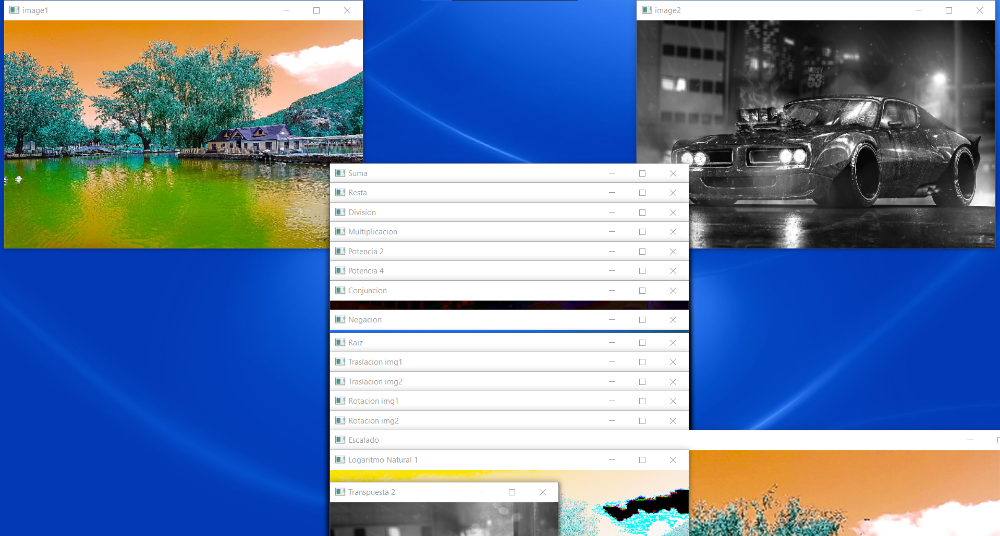 image1
image2
53
Suma
Resta
Division
Multiplicacion
Potencia 2
Potencia 4
Conjuncion
Negacion
Raiz
Traslacion img1
Traslacion img2
Rotacion img1
Rotacion img2
Escalado
Logaritmo Natural 1
Transpuesta 2